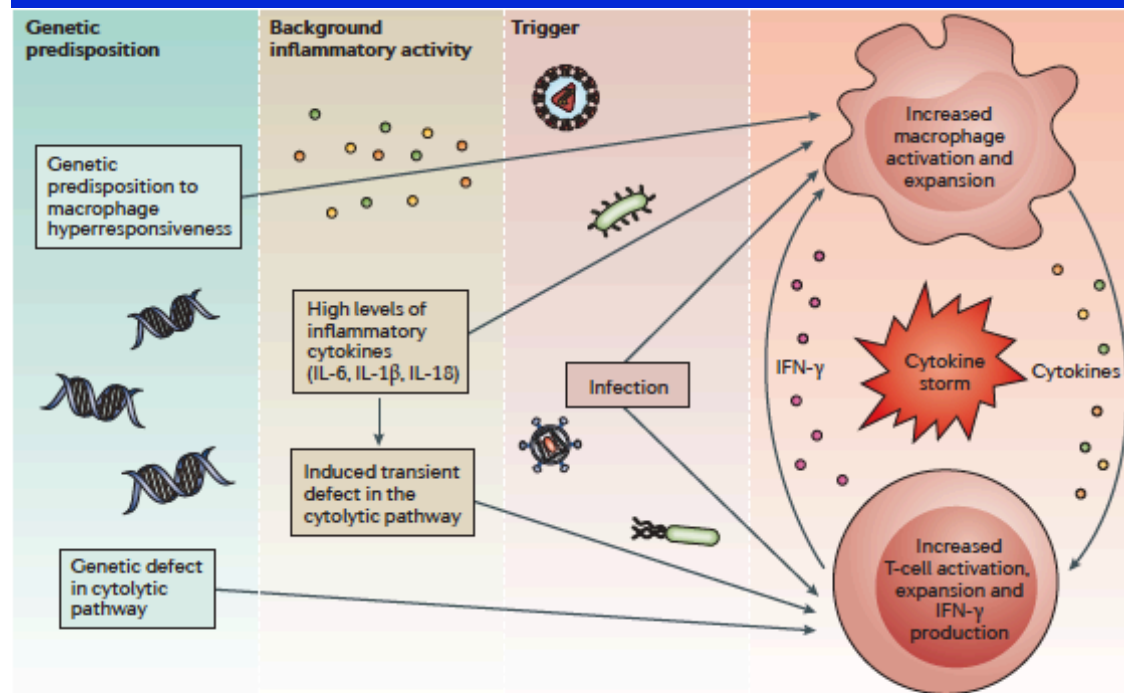 Genetic
predisposition
Background
inflammatory activity
Trigger
Genetic
predisposition to
macrophage
hyperresponsiveness
High levels of
inflammatory
cytokines
(IL-6, IL-1β, IL-18)
Induced transient
defect in the
cytolytic pathway
Genetic defect
in cytolytic
pathway
Infection
Increased
macrophage
activation and
expansion
IFN-γ
Cytokine
storm
Cytokines
Increased
T-cell activation,
expansion and
IFN-γ
production